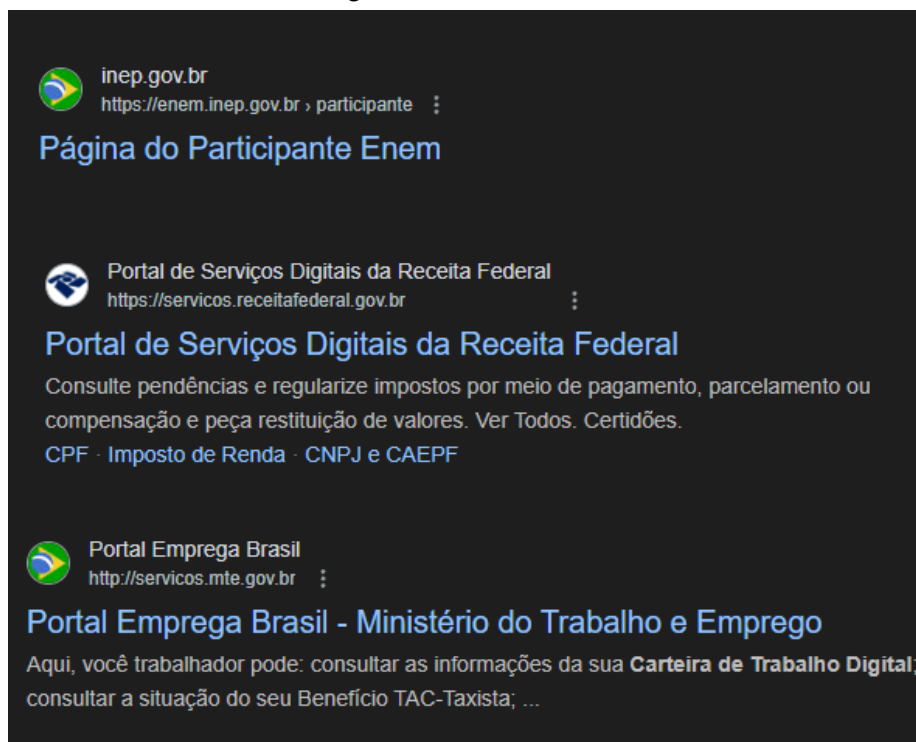 inep.gov.br
https://enem.inep.gov.br › participante
Página do Participante Enem
Portal de Serviços Digitais da Receita Federal
https://servicos.receitafederal.gov.br
Portal de Serviços Digitais da Receita Federal
Consulte pendências e regularize impostos por meio de pagamento, parcelamento ou
compensação e peça restituição de valores. Ver Todos. Certidões.
CPF · Imposto de Renda · CNPJ e CAEPF
Portal Emprega Brasil
http://servicos.mte.gov.br
Portal Emprega Brasil - Ministério do Trabalho e Emprego
Aqui, você trabalhador pode: consultar as informações da sua Carteira de Trabalho Digital;
consultar a situação do seu Benefício TAC-Taxista; ...